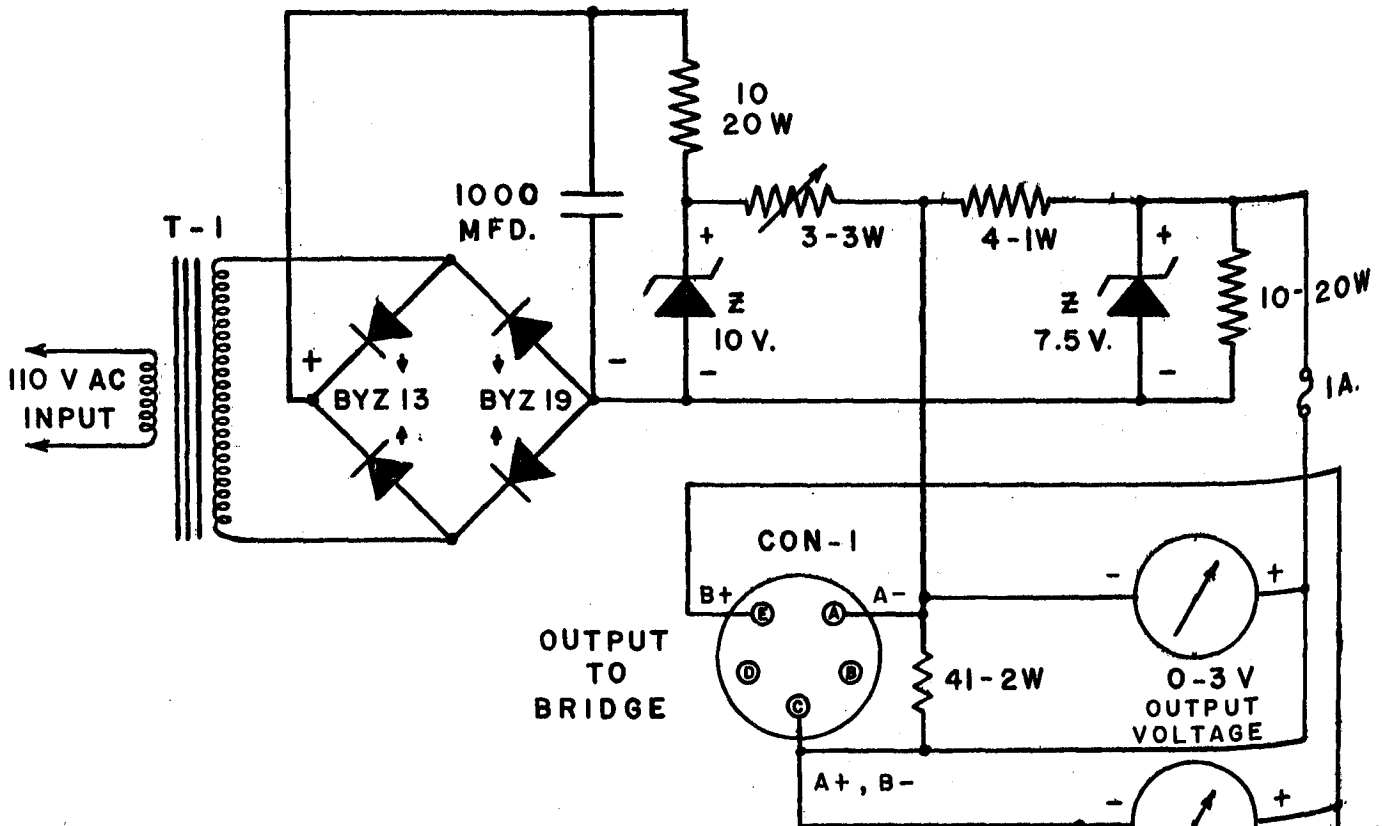 10
20 W
1000
MFD.
T-1
+
3-3W
4-1W
+
Z
10 V.
Z
7.5 V.
10-20W
+
-
110 V AC
INPUT
BYZ 13
BYZ 19
-
-
1A.
CON-1
B+
E
A
A-
-
+
OUTPUT
TO
BRIDGE
D
B
C
41-2W
0-3 V
OUTPUT
VOLTAGE
A+, B-
-
+